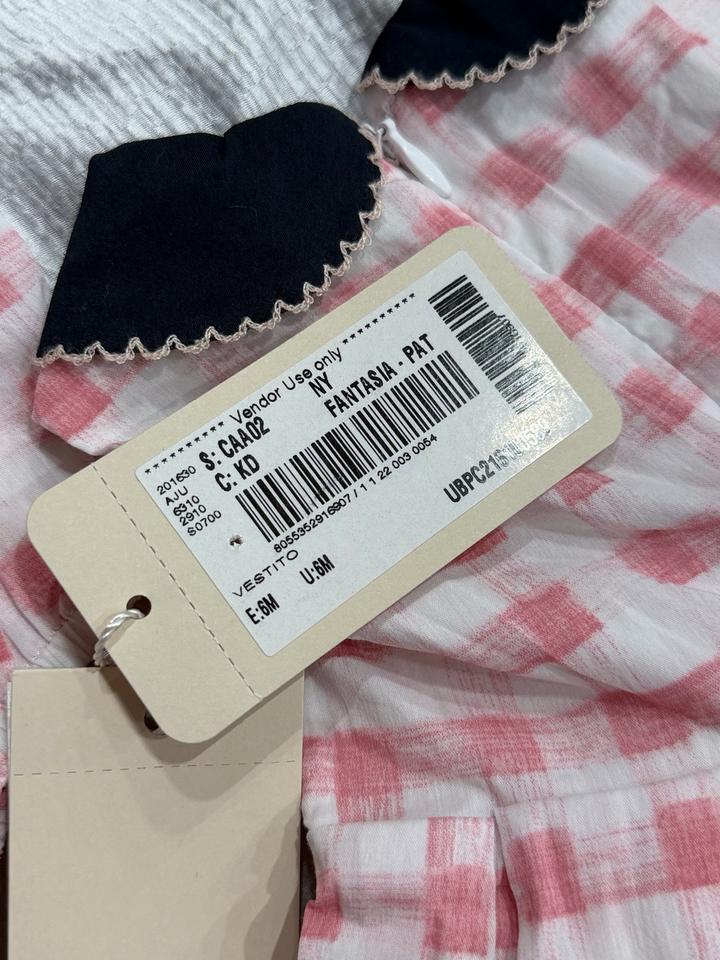 ********** Vendor Use only **********
201630
AJU
6310
2910
S0700
S: CAA02
NY
C: KD
FANTASIA - PAT
8055352916907 / 1 1 22 003 0054
VESTITO
E:6M
U:6M